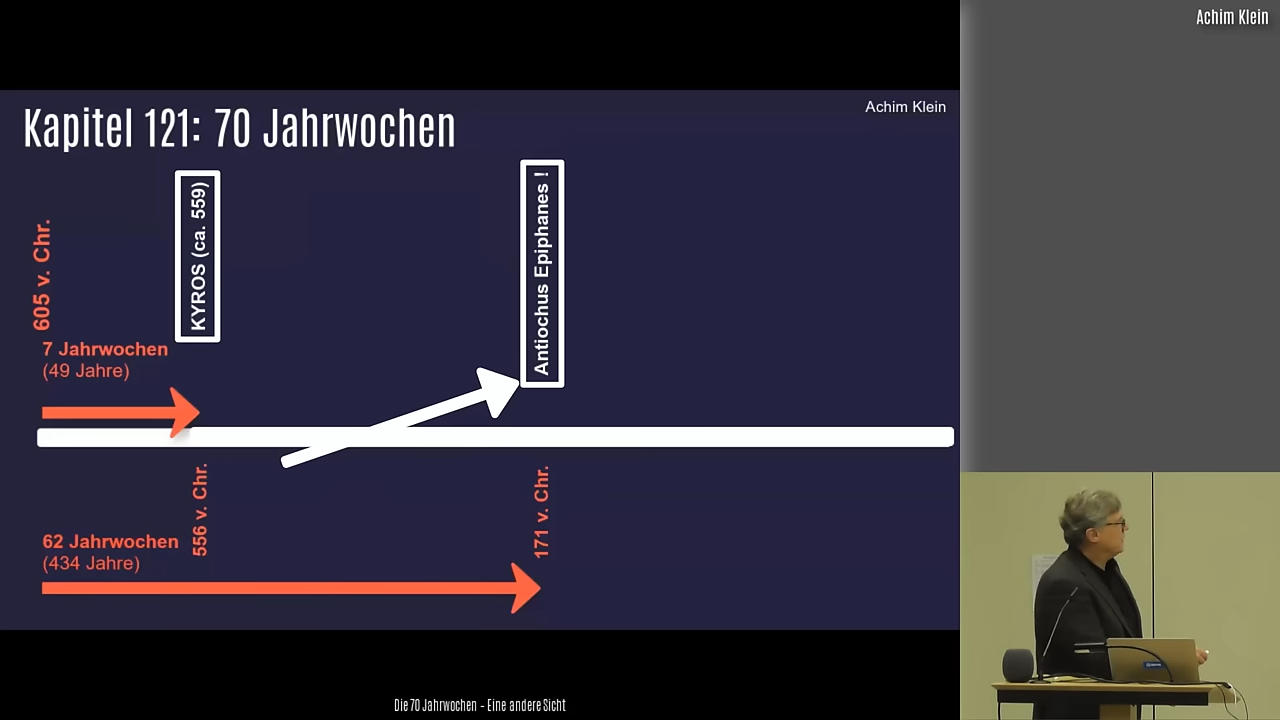 Achim Klein
Kapitel 121: 70 Jahrwochen
Achim Klein
605 v. Chr.
KYROS (ca. 559)
Antiochus Epiphanes !
7 Jahrwochen
(49 Jahre)
556 v. Chr.
171 v. Chr.
62 Jahrwochen
(434 Jahre)
Die 70 Jahrwochen - Eine andere Sicht